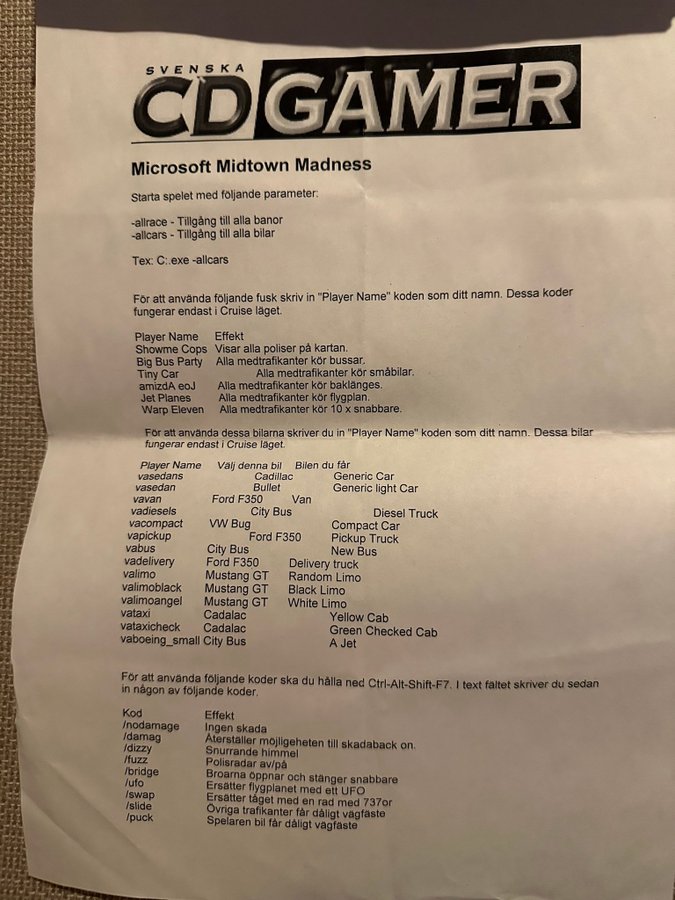 SVENSKA
CD GAMER
Microsoft Midtown Madness
Starta spelet med följande parameter:
-allrace - Tillgång till alla banor
-allcars - Tillgång till alla bilar
Tex: C:.exe -allcars
För att använda följande fusk skriv in "Player Name" koden som ditt namn. Dessa koder
fungerar endast i Cruise läget.
Player Name Effekt
Showme Cops Visar alla poliser på kartan.
Big Bus Party Alla medtrafikanter kör bussar.
Tiny Car Alla medtrafikanter kör småbilar.
amizdA eoJ Alla medtrafikanter kör baklänges.
Jet Planes Alla medtrafikanter kör flygplan.
Warp Eleven Alla medtrafikanter kör 10 x snabbare.
För att använda dessa bilarna skriver du in "Player Name" koden som ditt namn. Dessa bilar
fungerar endast i Cruise läget.
Player Name Välj denna bil Bilen du får
vasedans Cadillac Generic Car
vasedan Bullet Generic light Car
vavan Ford F350 Van
vadiesels City Bus Diesel Truck
vacompact VW Bug Compact Car
vapickup Ford F350 Pickup Truck
vabus City Bus New Bus
vadelivery Ford F350 Delivery truck
valimo Mustang GT Random Limo
valimoblack Mustang GT Black Limo
valimoangel Mustang GT White Limo
vataxi Cadalac Yellow Cab
vataxicheck Cadalac Green Checked Cab
vaboeing_small City Bus A Jet
För att använda följande koder ska du hålla ned Ctrl-Alt-Shift-F7. I text fältet skriver du sedan
in någon av följande koder.
Kod Effekt
/nodamage Ingen skada
/damag Återställer möjligeheten till skadaback on.
/dizzy Snurrande himmel
/fuzz Polisradar av/på
/bridge Broarna öppnar och stänger snabbare
/ufo Ersätter flygplanet med ett UFO
/swap Ersätter tåget med en rad med 737or
/slide Övriga trafikanter får dåligt vägfäste
/puck Spelaren bil får dåligt vägfäste